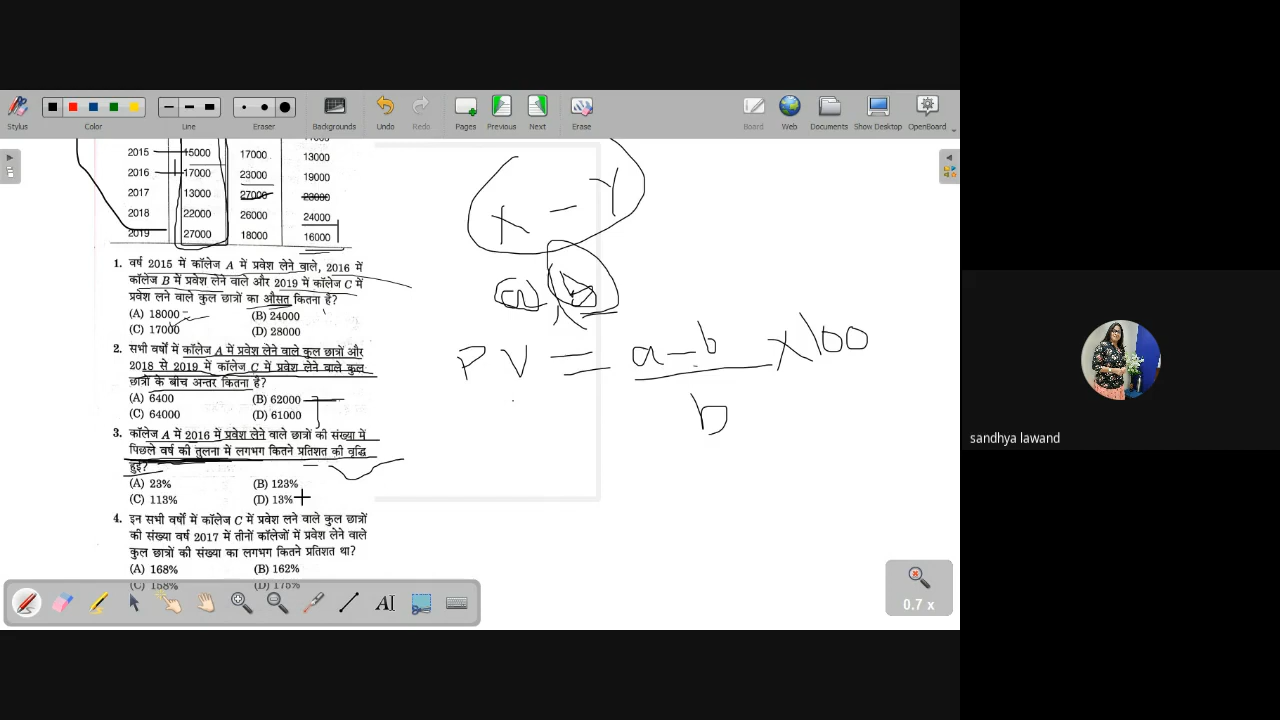 Stylus Color Line Eraser Backgrounds Undo Redo Pages Previous Next Erase Board Web Documents Show Desktop OpenBoard
2015 15000 17000 13000
2016 17000 23000 19000
2017 13000 27000 23000
2018 22000 26000 24000
2019 27000 18000 16000
1. वर्ष 2015 में कॉलेज A में प्रवेश लेने वाले, 2016 में
कॉलेज B में प्रवेश लेने वाले और 2019 में कॉलेज C में
प्रवेश लेने वाले कुल छात्रों का औसत कितना है?
(A) 18000 (B) 24000
(C) 17000 (D) 28000
2. सभी वर्षों में कॉलेज A में प्रवेश लेने वाले कुल छात्रों और
2018 से 2019 में कॉलेज C में प्रवेश लेने वाले कुल
छात्रों के बीच अन्तर कितना है?
(A) 6400 (B) 62000
(C) 64000 (D) 61000
3. कॉलेज A में 2016 में प्रवेश लेने वाले छात्रों की संख्या में
पिछले वर्ष की तुलना में लगभग कितने प्रतिशत की वृद्धि
हुई?
(A) 23% (B) 123%
(C) 113% (D) 13%
4. इन सभी वर्षों में कॉलेज C में प्रवेश लेने वाले कुल छात्रों
की संख्या वर्ष 2017 में तीनों कॉलेजों में प्रवेश लेने वाले
कुल छात्रों की संख्या का लगभग कितने प्रतिशत था?
(A) 168% (B) 162%
(C) 158% (D) 175%
X - Y
a b
PV = a-b X100
b
sandhya lawand
0.7 x